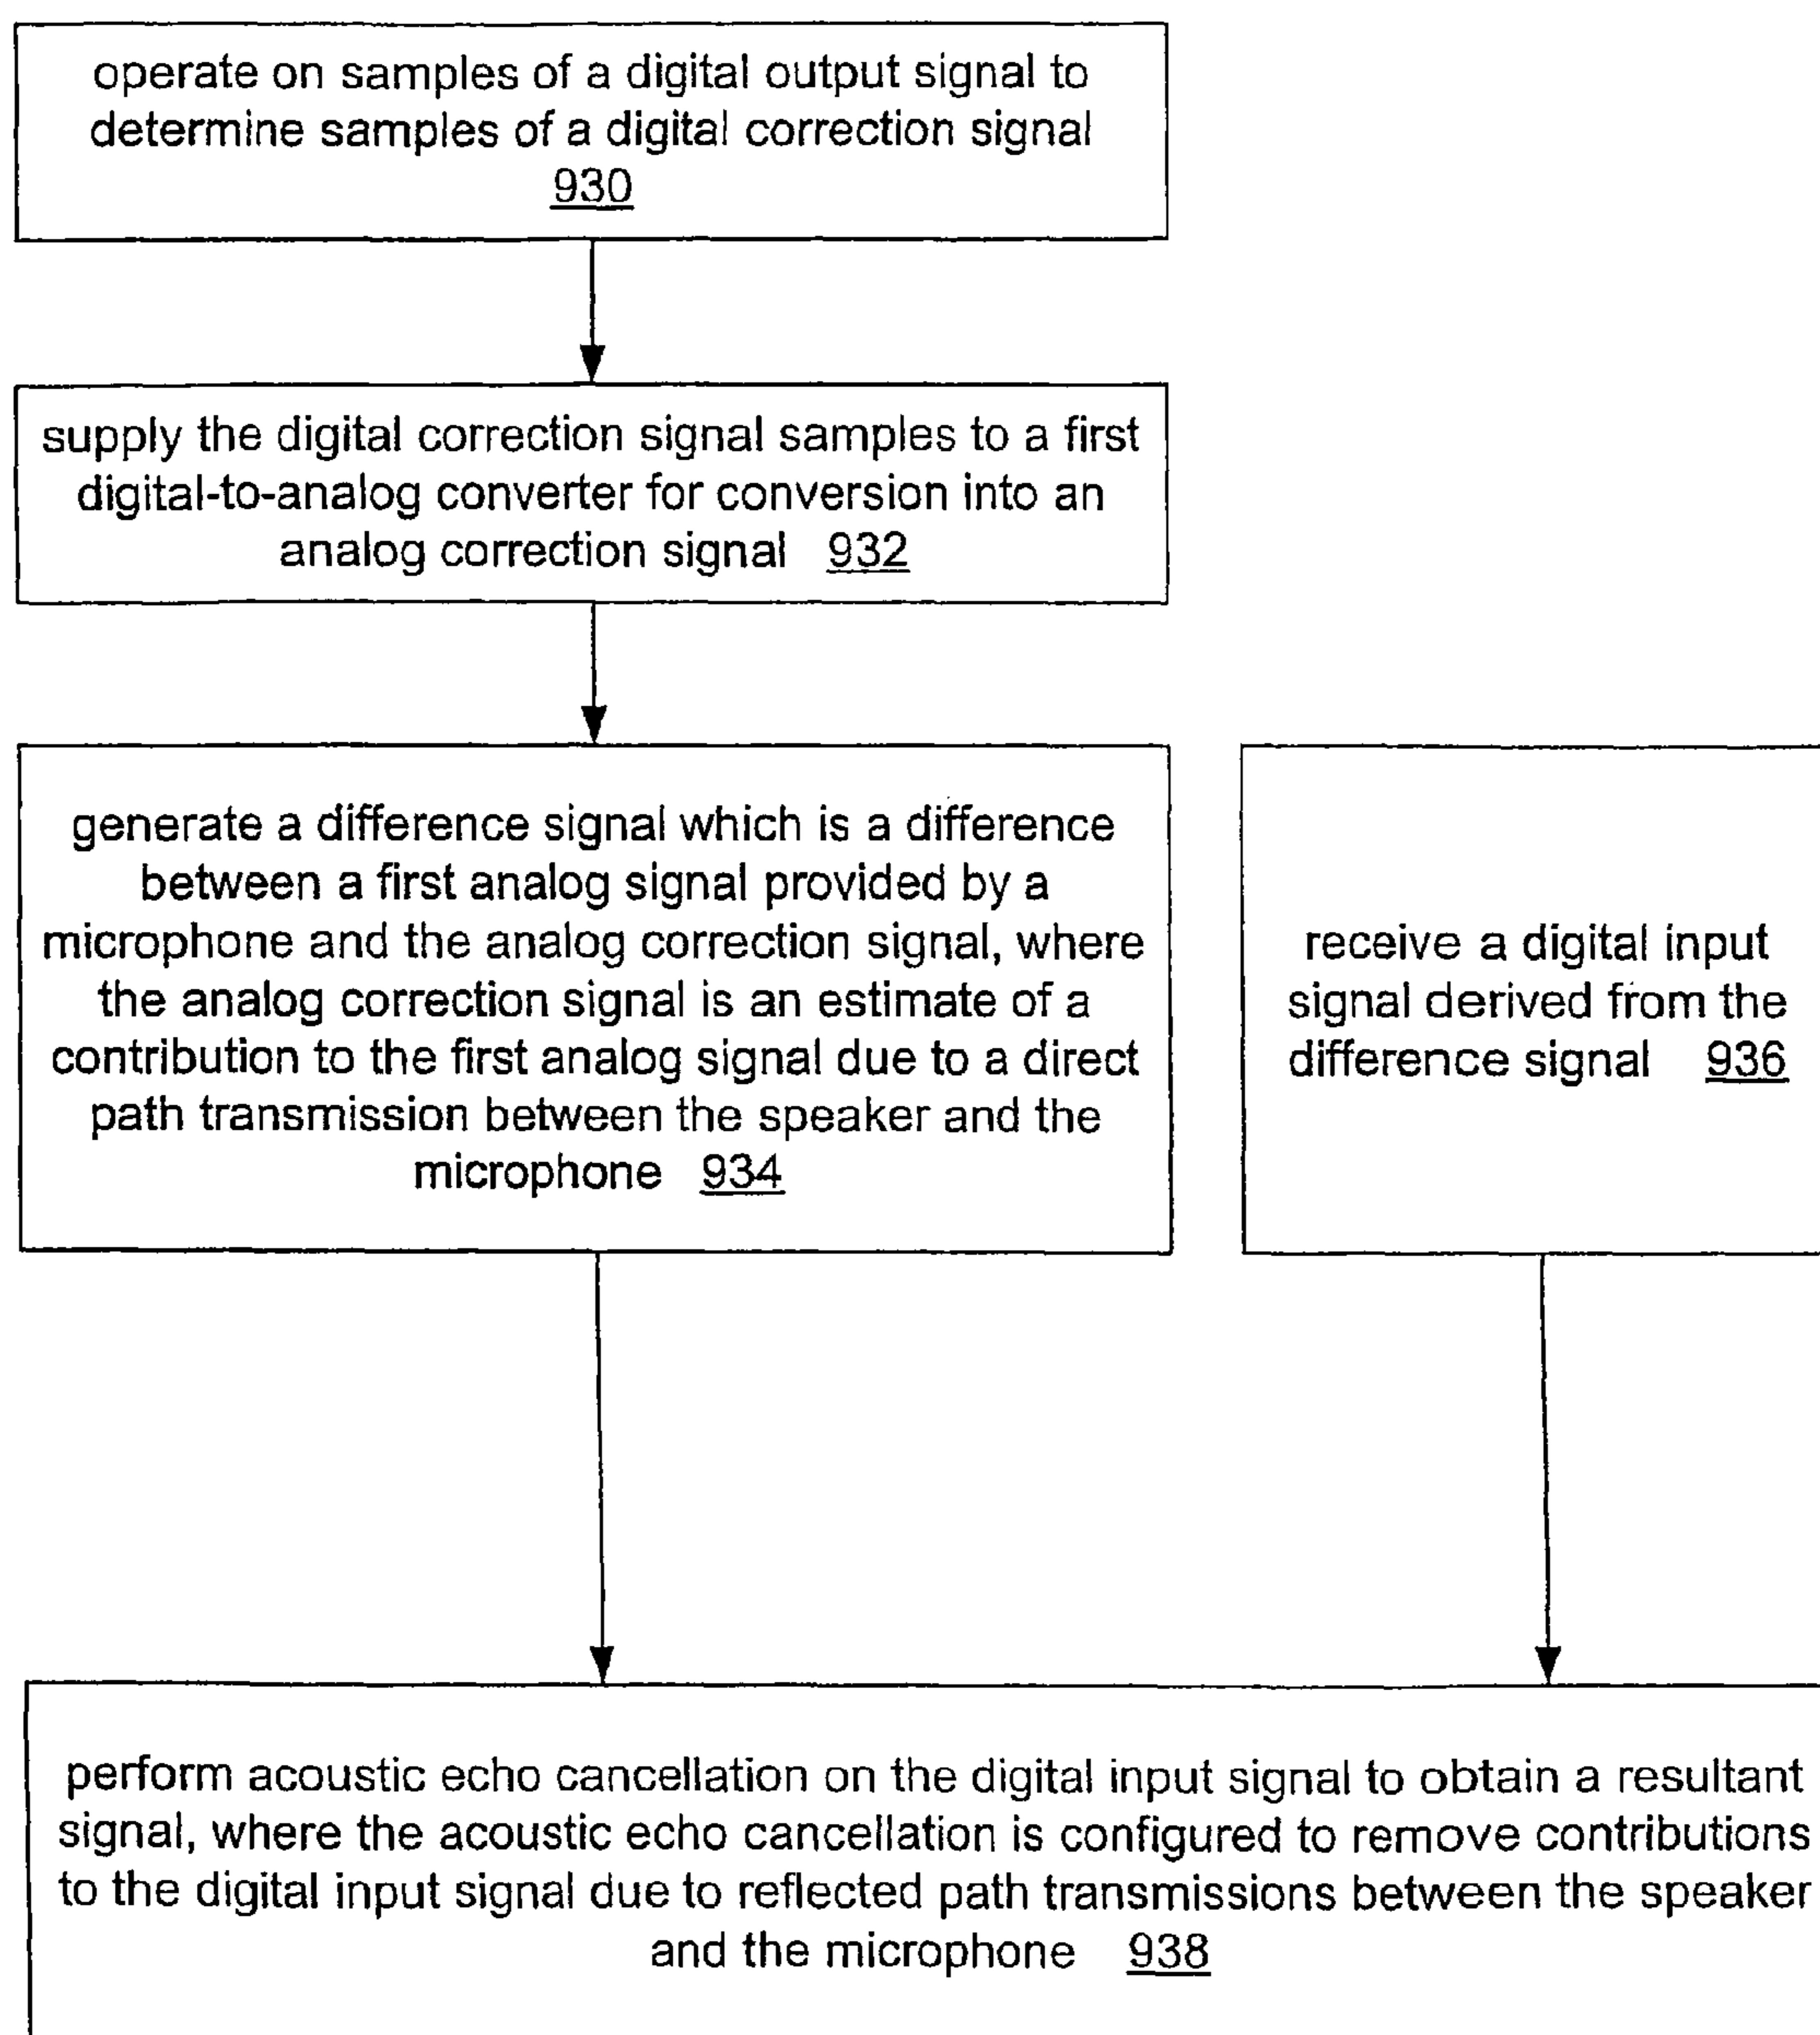 operate on samples of a digital output signal to
determine samples of a digital correction signal
930
supply the digital correction signal samples to a first
digital-to-analog converter for conversion into an
analog correction signal 932
generate a difference signal which is a difference
between a first analog signal provided by a
microphone and the analog correction signal, where
the analog correction signal is an estimate of a
contribution to the first analog signal due to a direct
path transmission between the speaker and the
microphone 934
receive a digital input
signal derived from the
difference signal 936
perform acoustic echo cancellation on the digital input signal to obtain a resultant
signal, where the acoustic echo cancellation is configured to remove contributions
to the digital input signal due to reflected path transmissions between the speaker
and the microphone 938